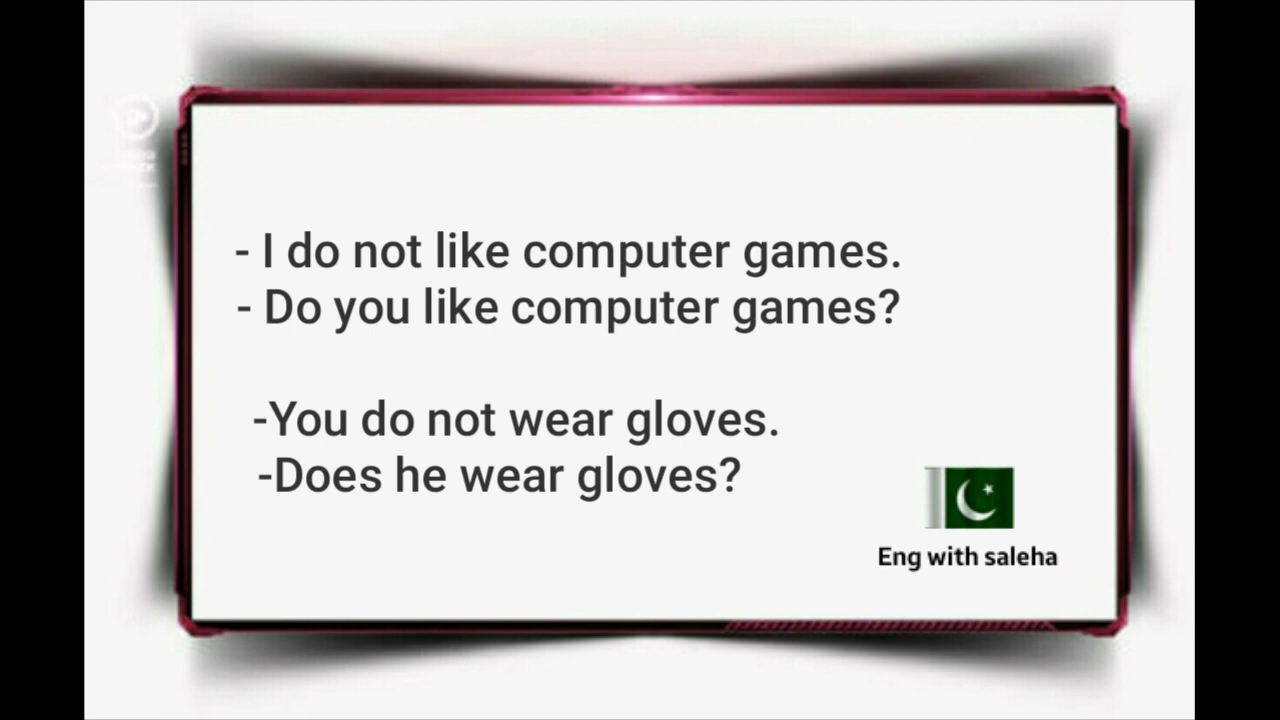 - I do not like computer games.
- Do you like computer games?
-You do not wear gloves.
-Does he wear gloves?
Eng with saleha